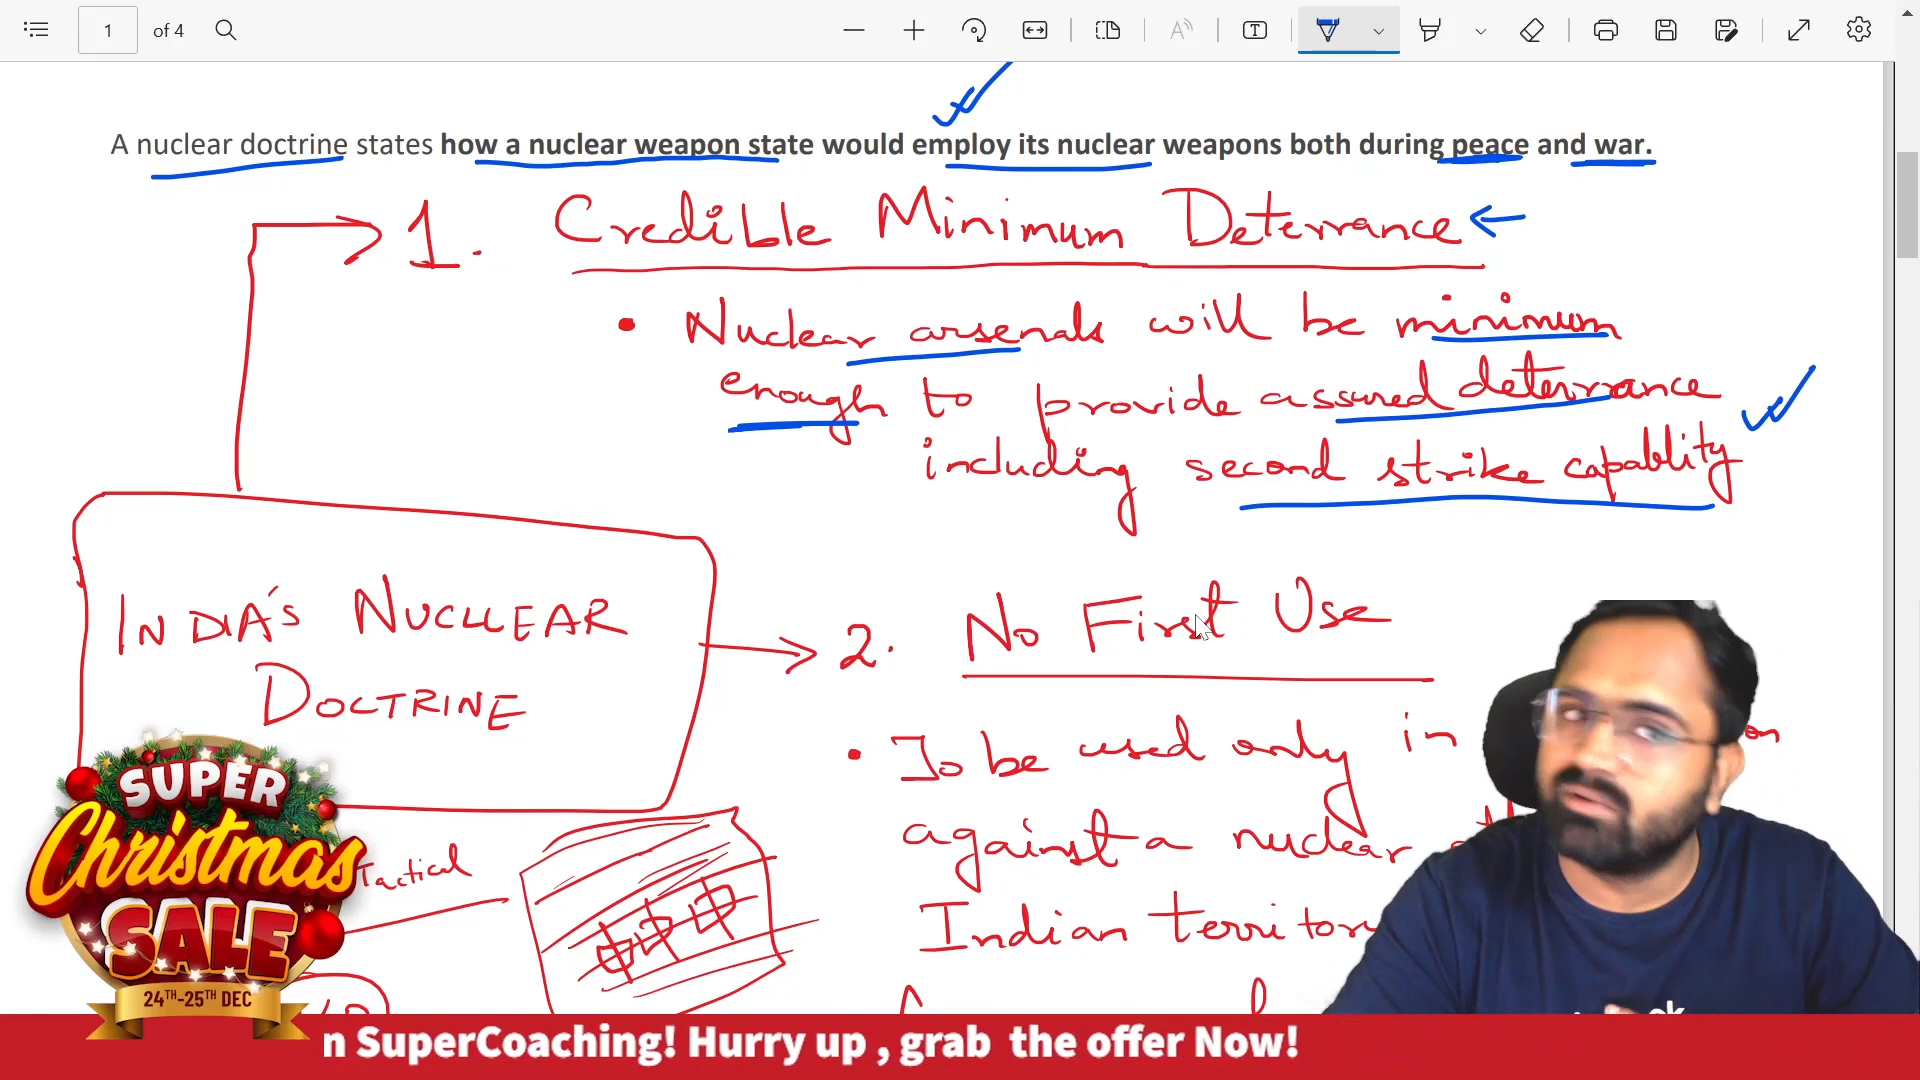 1 of 4
A nuclear doctrine states how a nuclear weapon state would employ its nuclear weapons both during peace and war.
1. Credible Minimum Deterrance
• Nuclear arsenals will be minimum
enough to provide assured deterrance
including second strike capablity
INDIA'S NUCLEAR
DOCTRINE
2. No First Use
• To be used only in
against a nuclear
Indian territory
Tactical
SUPER
Christmas
SALE
24TH-25TH DEC
n SuperCoaching! Hurry up , grab the offer Now!